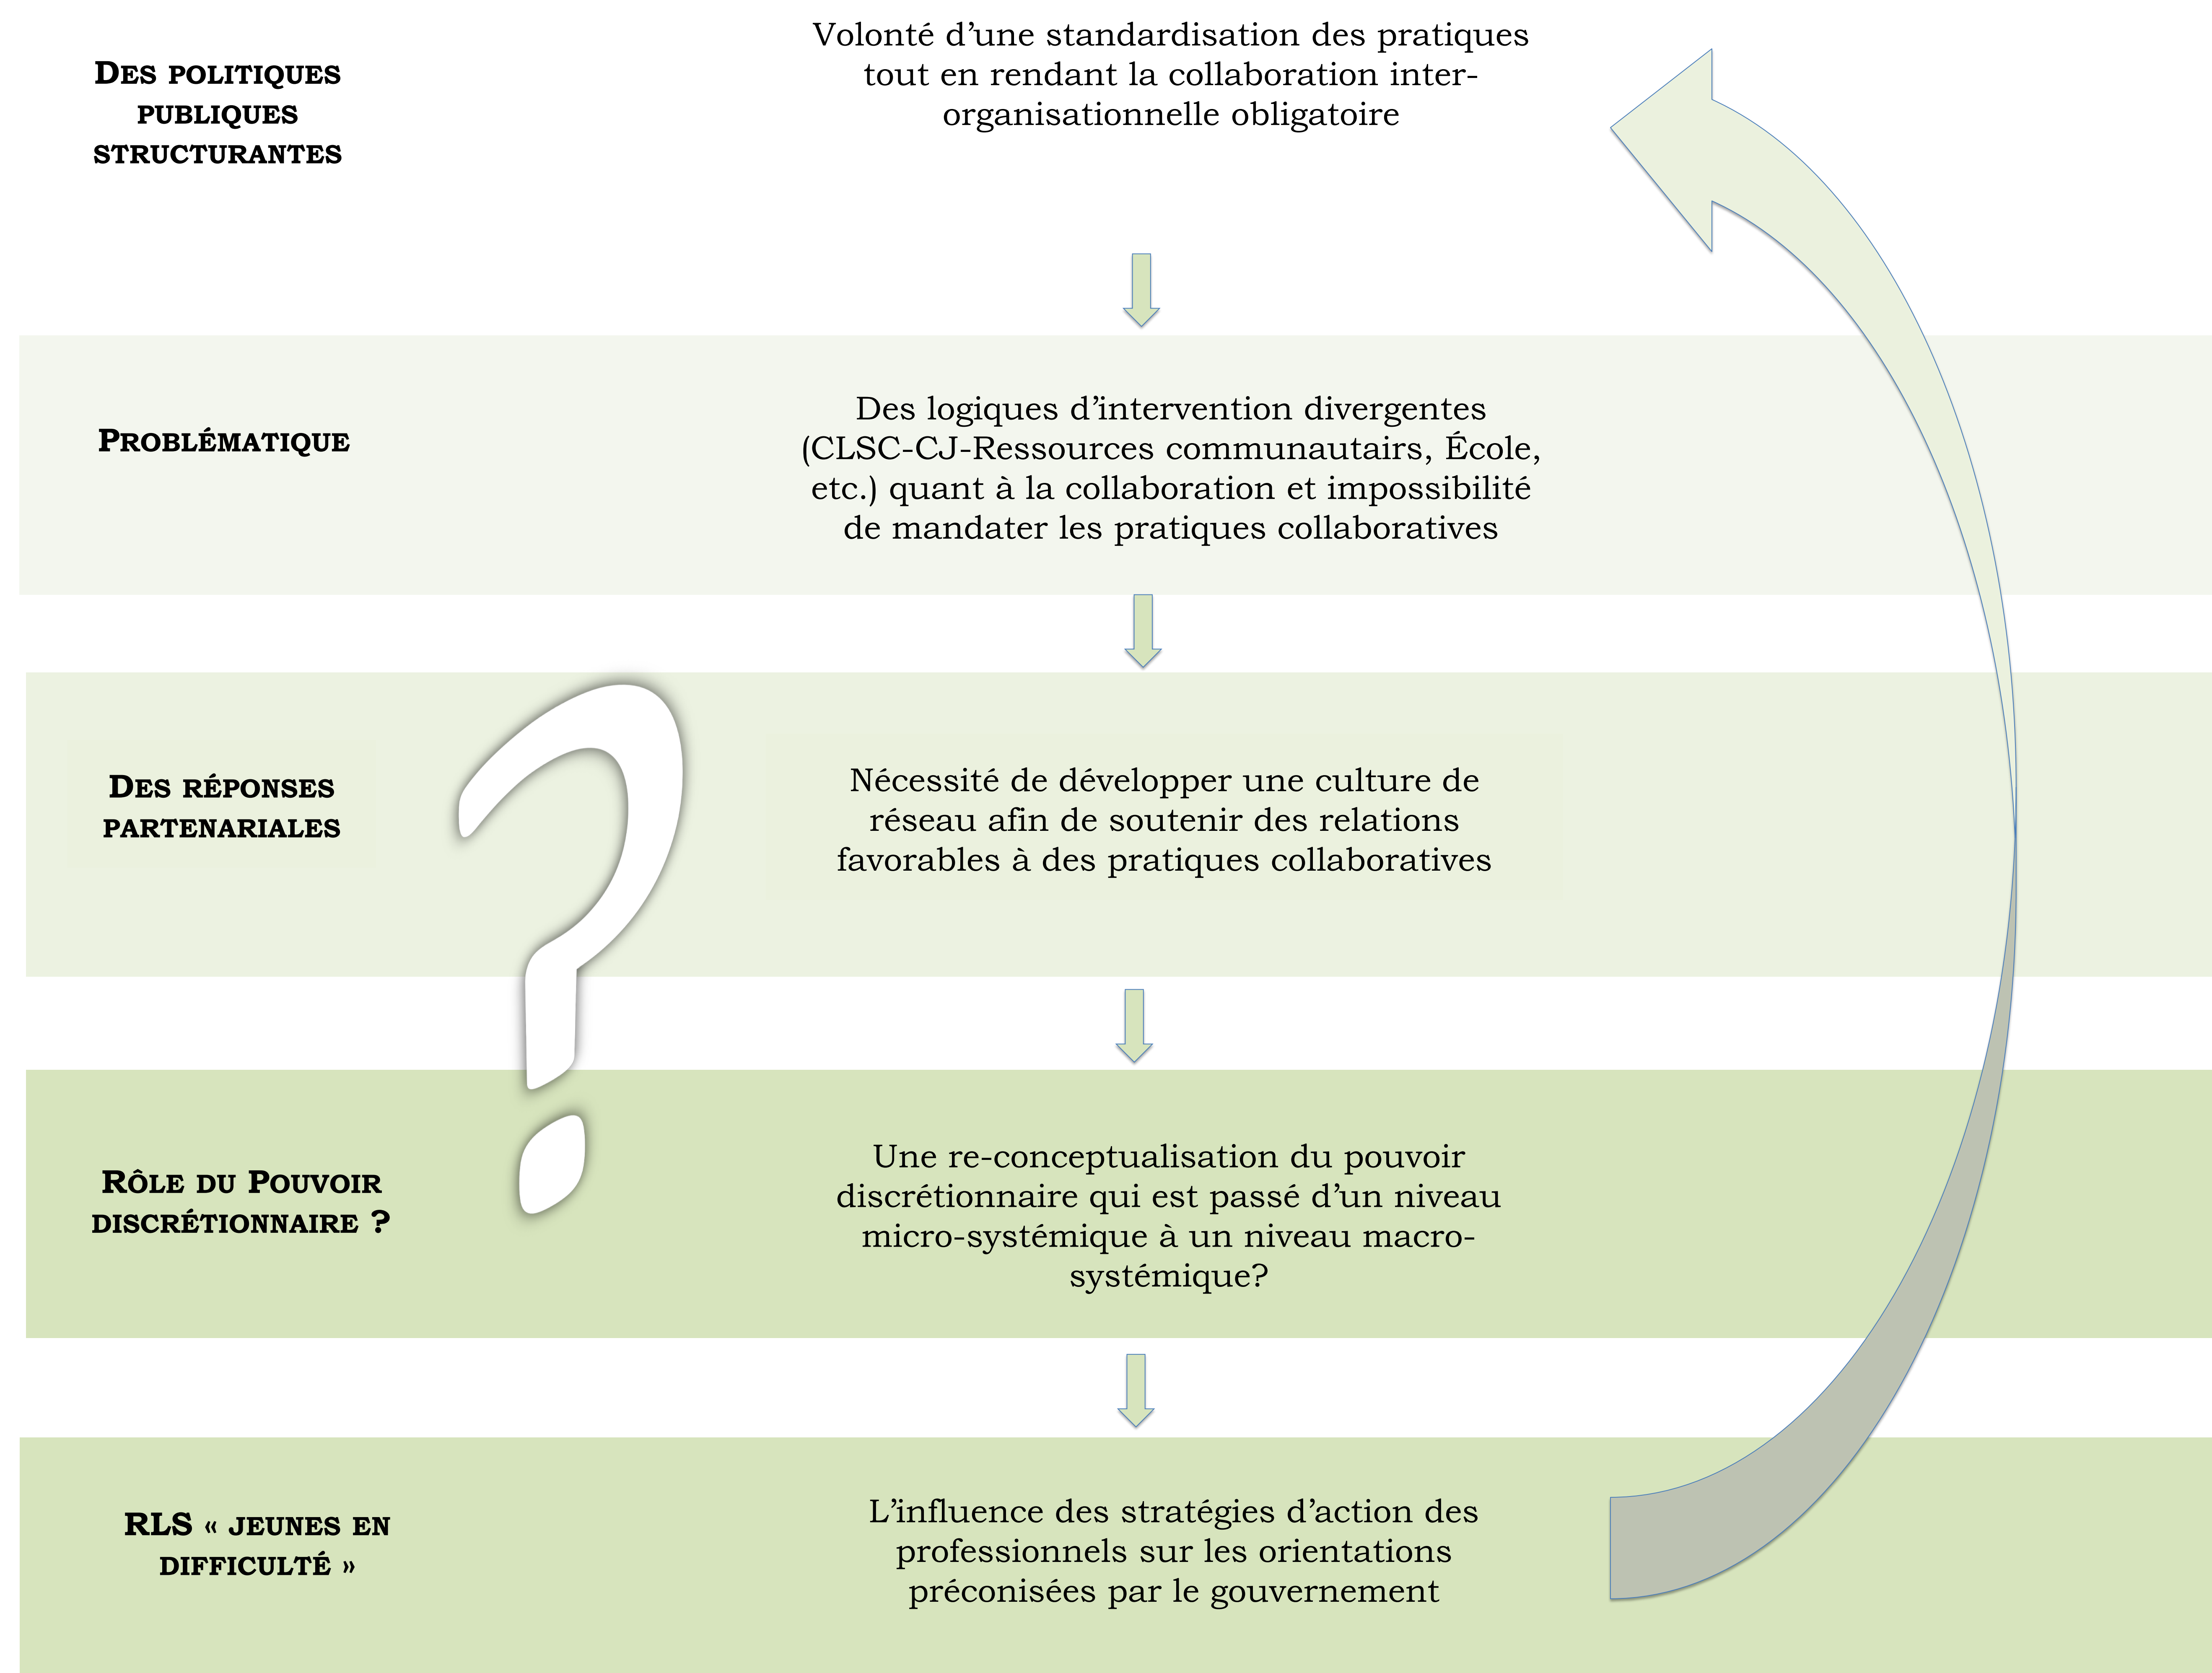 Des politiques
publiques
structurantes
Volonté d’une standardisation des pratiques
tout en rendant la collaboration inter-
organisationnelle obligatoire
Problématique
Des logiques d’intervention divergentes
(CLSC-CJ-Ressources communautairs, École,
etc.) quant à la collaboration et impossibilité
de mandater les pratiques collaboratives
?
Des réponses
partenariales
Nécessité de développer une culture de
réseau afin de soutenir des relations
favorables à des pratiques collaboratives
Rôle du Pouvoir
discrétionnaire ?
Une re-conceptualisation du pouvoir
discrétionnaire qui est passé d’un niveau
micro-systémique à un niveau macro-
systémique?
RLS « jeunes en
difficulté »
L’influence des stratégies d’action des
professionnels sur les orientations
préconisées par le gouvernement